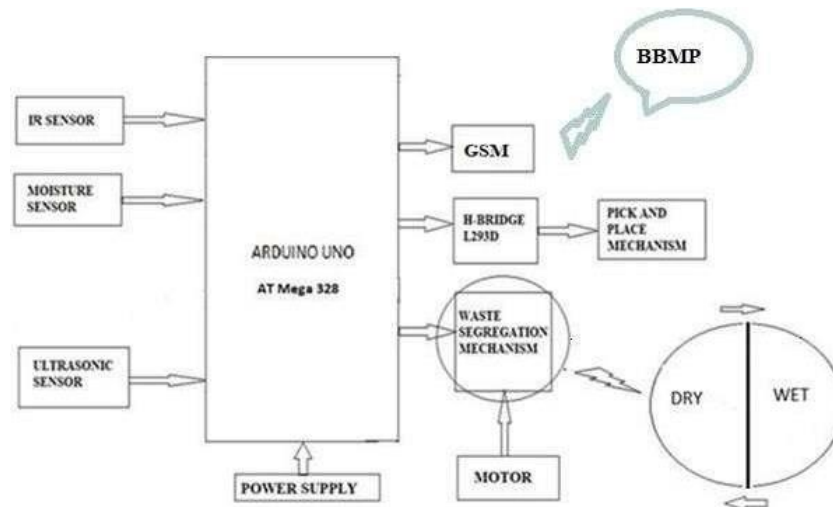 BBMP
IR SENSOR
GSM
MOISTURE
SENSOR
H-BRIDGE
L293D
PICK AND
PLACE
MECHANISM
ARDUINO UNO
AT Mega 328
WASTE
SEGREGATION
MECHANISM
ULTRASONIC
SENSOR
DRY
WET
POWER SUPPLY
MOTOR